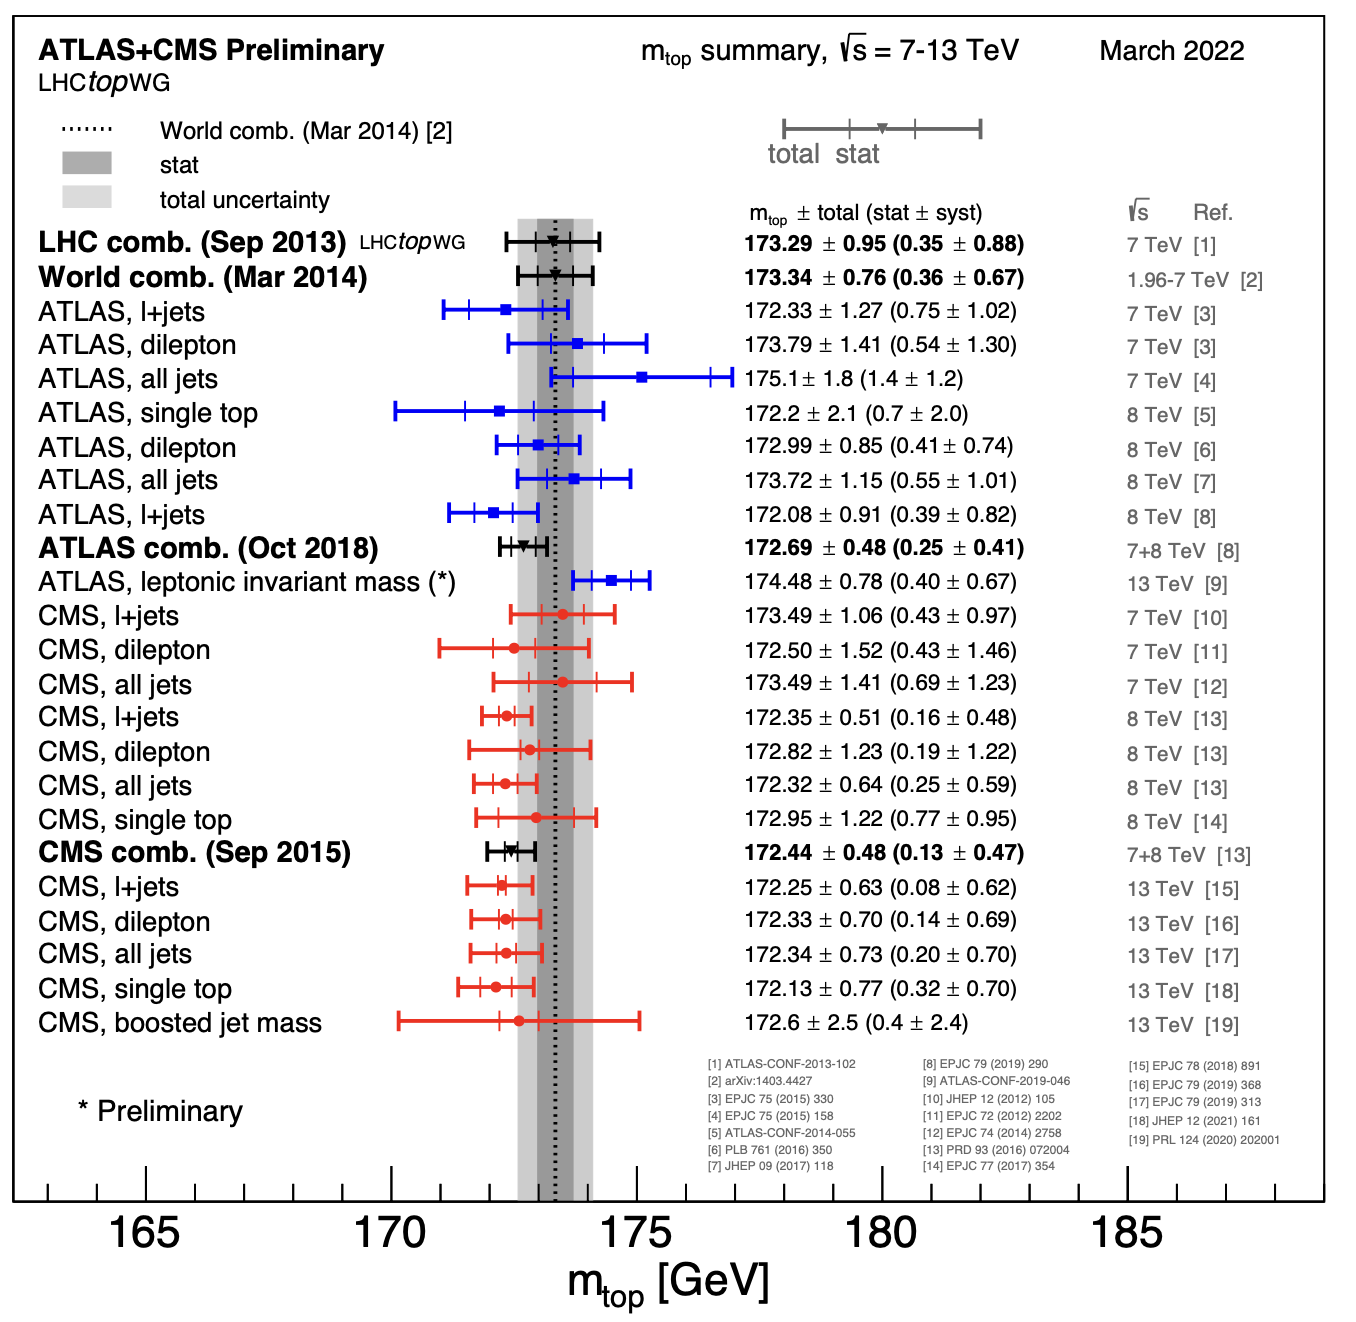 ATLAS+CMS Preliminary
LHCtopWG
m_top summary, √s = 7-13 TeV
March 2022
World comb. (Mar 2014) [2]
stat
total uncertainty
total stat
m_top ± total (stat ± syst) √s Ref.
LHC comb. (Sep 2013) LHCtopWG 173.29 ± 0.95 (0.35 ± 0.88) 7 TeV [1]
World comb. (Mar 2014) 173.34 ± 0.76 (0.36 ± 0.67) 1.96-7 TeV [2]
ATLAS, l+jets 172.33 ± 1.27 (0.75 ± 1.02) 7 TeV [3]
ATLAS, dilepton 173.79 ± 1.41 (0.54 ± 1.30) 7 TeV [3]
ATLAS, all jets 175.1± 1.8 (1.4 ± 1.2) 7 TeV [4]
ATLAS, single top 172.2 ± 2.1 (0.7 ± 2.0) 8 TeV [5]
ATLAS, dilepton 172.99 ± 0.85 (0.41± 0.74) 8 TeV [6]
ATLAS, all jets 173.72 ± 1.15 (0.55 ± 1.01) 8 TeV [7]
ATLAS, l+jets 172.08 ± 0.91 (0.39 ± 0.82) 8 TeV [8]
ATLAS comb. (Oct 2018) 172.69 ± 0.48 (0.25 ± 0.41) 7+8 TeV [8]
ATLAS, leptonic invariant mass (*) 174.48 ± 0.78 (0.40 ± 0.67) 13 TeV [9]
CMS, l+jets 173.49 ± 1.06 (0.43 ± 0.97) 7 TeV [10]
CMS, dilepton 172.50 ± 1.52 (0.43 ± 1.46) 7 TeV [11]
CMS, all jets 173.49 ± 1.41 (0.69 ± 1.23) 7 TeV [12]
CMS, l+jets 172.35 ± 0.51 (0.16 ± 0.48) 8 TeV [13]
CMS, dilepton 172.82 ± 1.23 (0.19 ± 1.22) 8 TeV [13]
CMS, all jets 172.32 ± 0.64 (0.25 ± 0.59) 8 TeV [13]
CMS, single top 172.95 ± 1.22 (0.77 ± 0.95) 8 TeV [14]
CMS comb. (Sep 2015) 172.44 ± 0.48 (0.13 ± 0.47) 7+8 TeV [13]
CMS, l+jets 172.25 ± 0.63 (0.08 ± 0.62) 13 TeV [15]
CMS, dilepton 172.33 ± 0.70 (0.14 ± 0.69) 13 TeV [16]
CMS, all jets 172.34 ± 0.73 (0.20 ± 0.70) 13 TeV [17]
CMS, single top 172.13 ± 0.77 (0.32 ± 0.70) 13 TeV [18]
CMS, boosted jet mass 172.6 ± 2.5 (0.4 ± 2.4) 13 TeV [19]
* Preliminary
[1] ATLAS-CONF-2013-102
[2] arXiv:1403.4427
[3] EPJC 75 (2015) 330
[4] EPJC 75 (2015) 158
[5] ATLAS-CONF-2014-055
[6] PLB 761 (2016) 350
[7] JHEP 09 (2017) 118
[8] EPJC 79 (2019) 290
[9] ATLAS-CONF-2019-046
[10] JHEP 12 (2012) 105
[11] EPJC 72 (2012) 2202
[12] EPJC 74 (2014) 2758
[13] PRD 93 (2016) 072004
[14] EPJC 77 (2017) 354
[15] EPJC 78 (2018) 891
[16] EPJC 79 (2019) 368
[17] EPJC 79 (2019) 313
[18] JHEP 12 (2021) 161
[19] PRL 124 (2020) 202001
165 170 175 180 185
m_top [GeV]